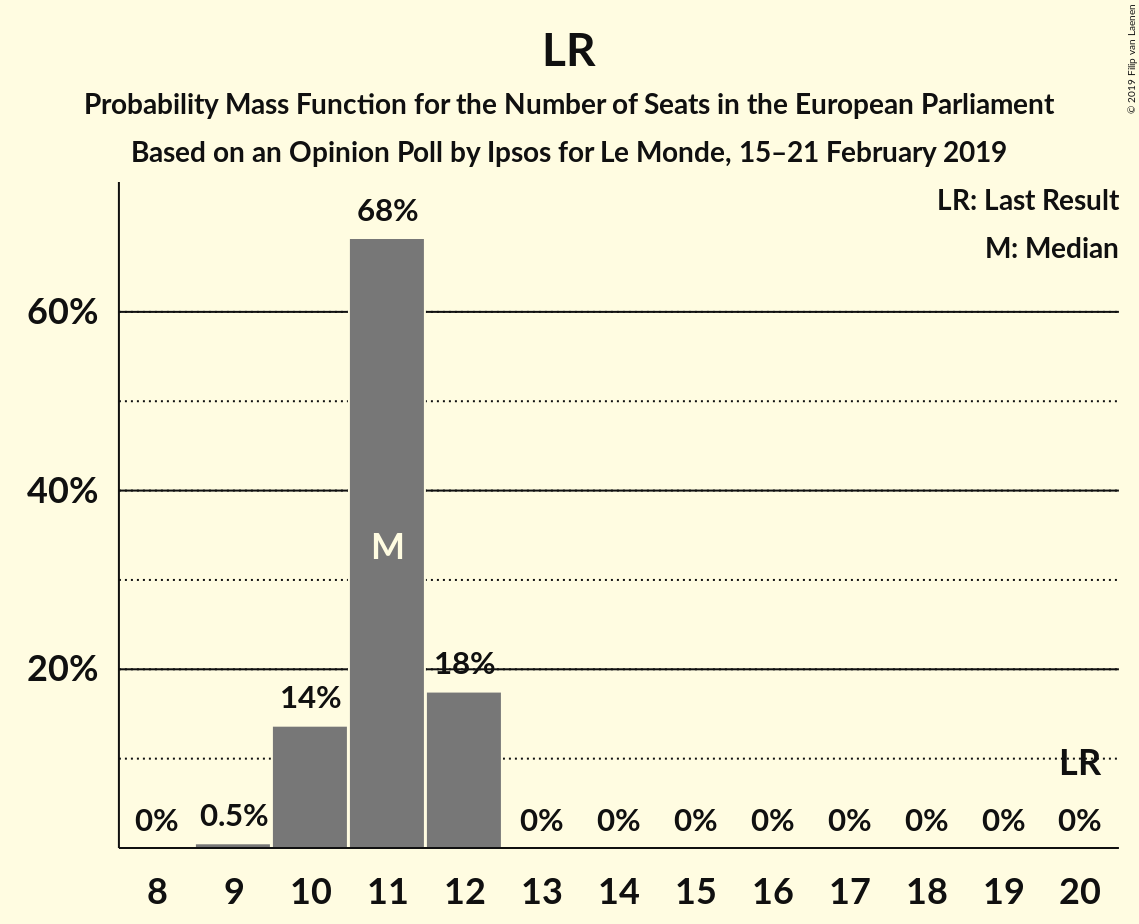 LR
Probability Mass Function for the Number of Seats in the European Parliament
Based on an Opinion Poll by Ipsos for Le Monde, 15–21 February 2019
© 2019 Filip van Laenen
LR: Last Result
M: Median
68%
60%
40%
M
20%
18%
14%
LR
0% 0.5% 0% 0% 0% 0% 0% 0% 0% 0%
8 9 10 11 12 13 14 15 16 17 18 19 20